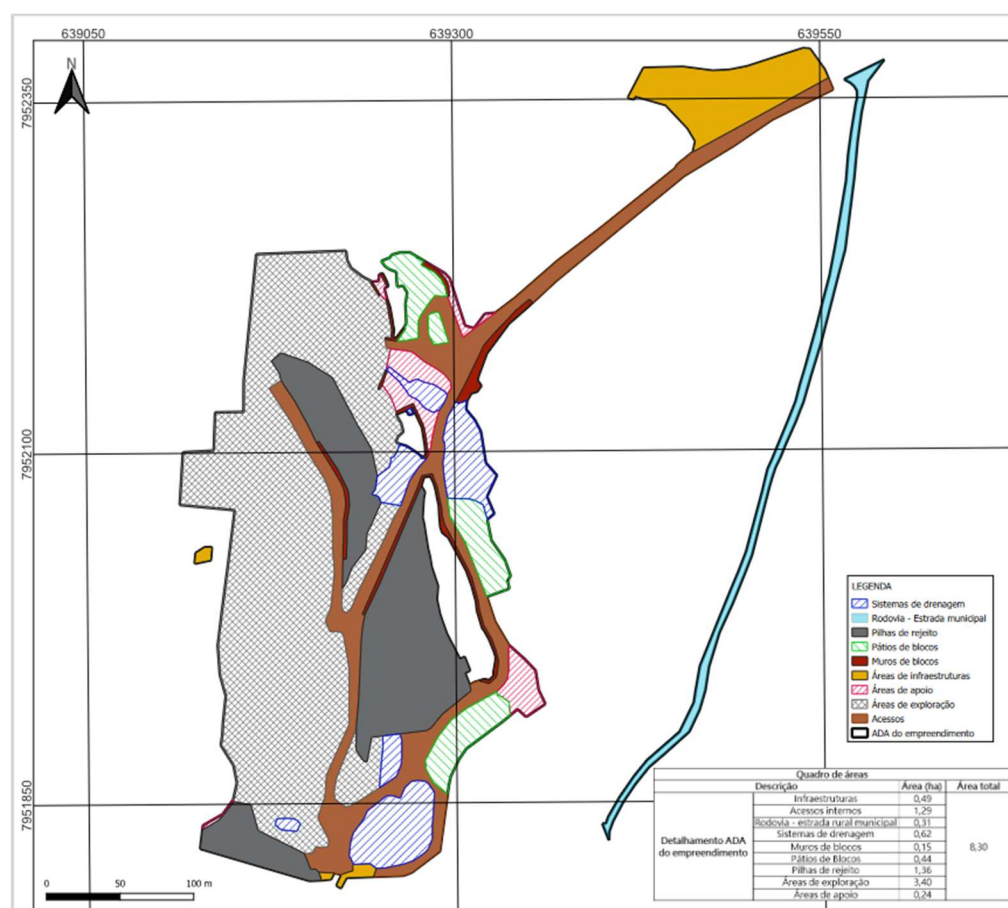 639050 639300 639550
N
7952350
7952100
7951850
LEGENDA
Sistemas de drenagem
Rodovia - Estrada municipal
Pilhas de rejeito
Pátios de blocos
Muros de blocos
Áreas de infraestruturas
Áreas de apoio
Áreas de exploração
Acessos
ADA do empreendimento
Quadro de áreas
Descrição Área (ha) Área total
Detalhamento ADA do empreendimento
Infraestruturas 0,49
Acessos internos 1,29
Rodovia - estrada rural municipal 0,31
Sistemas de drenagem 0,62
Muros de blocos 0,15
Pátios de Blocos 0,44
Pilhas de rejeito 1,36
Áreas de exploração 3,40
Áreas de apoio 0,24
8,30
0 50 100 m